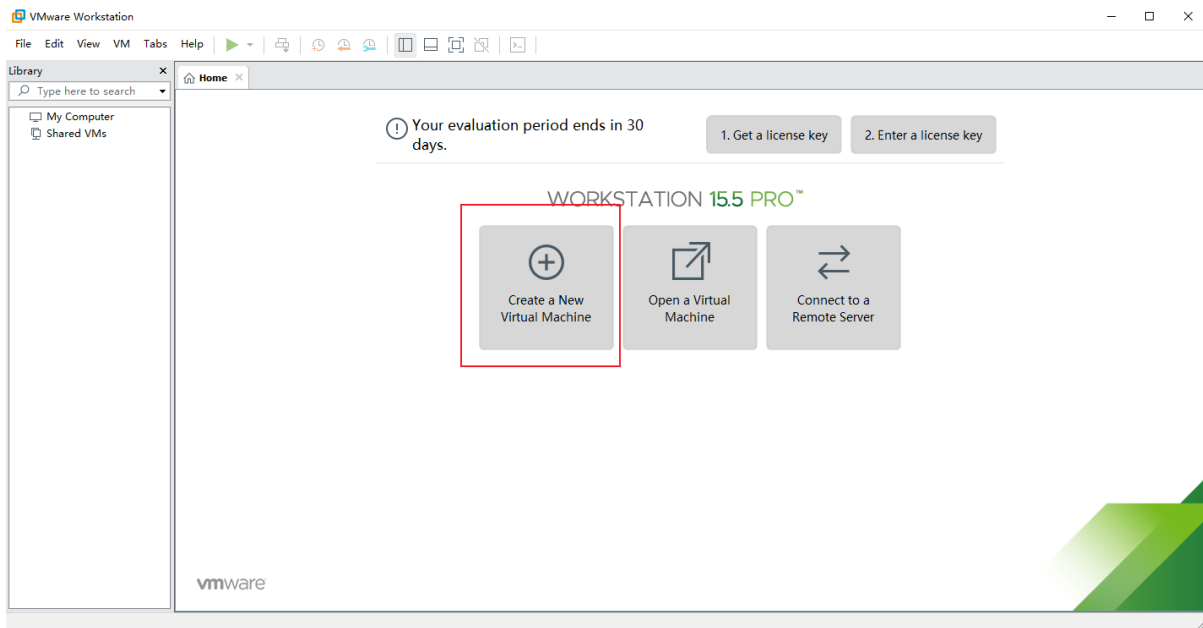 VMware Workstation
File Edit View VM Tabs Help
Library
Type here to search
My Computer
Shared VMs
Home
Your evaluation period ends in 30
days.
1. Get a license key
2. Enter a license key
WORKSTATION 15.5 PRO™
Create a New
Virtual Machine
Open a Virtual
Machine
Connect to a
Remote Server
vmware